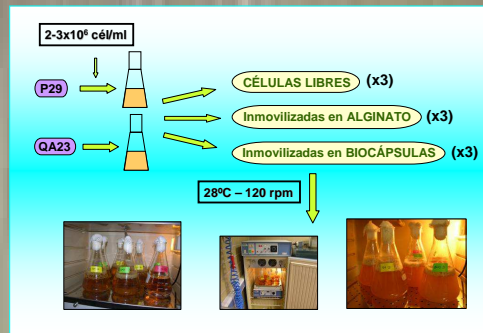 2-3x10⁶ cél/ml
P29
CÉLULAS LIBRES (x3)
Inmovilizadas en ALGINATO (x3)
QA23
Inmovilizadas en BIOCÁPSULAS (x3)
28ºC – 120 rpm